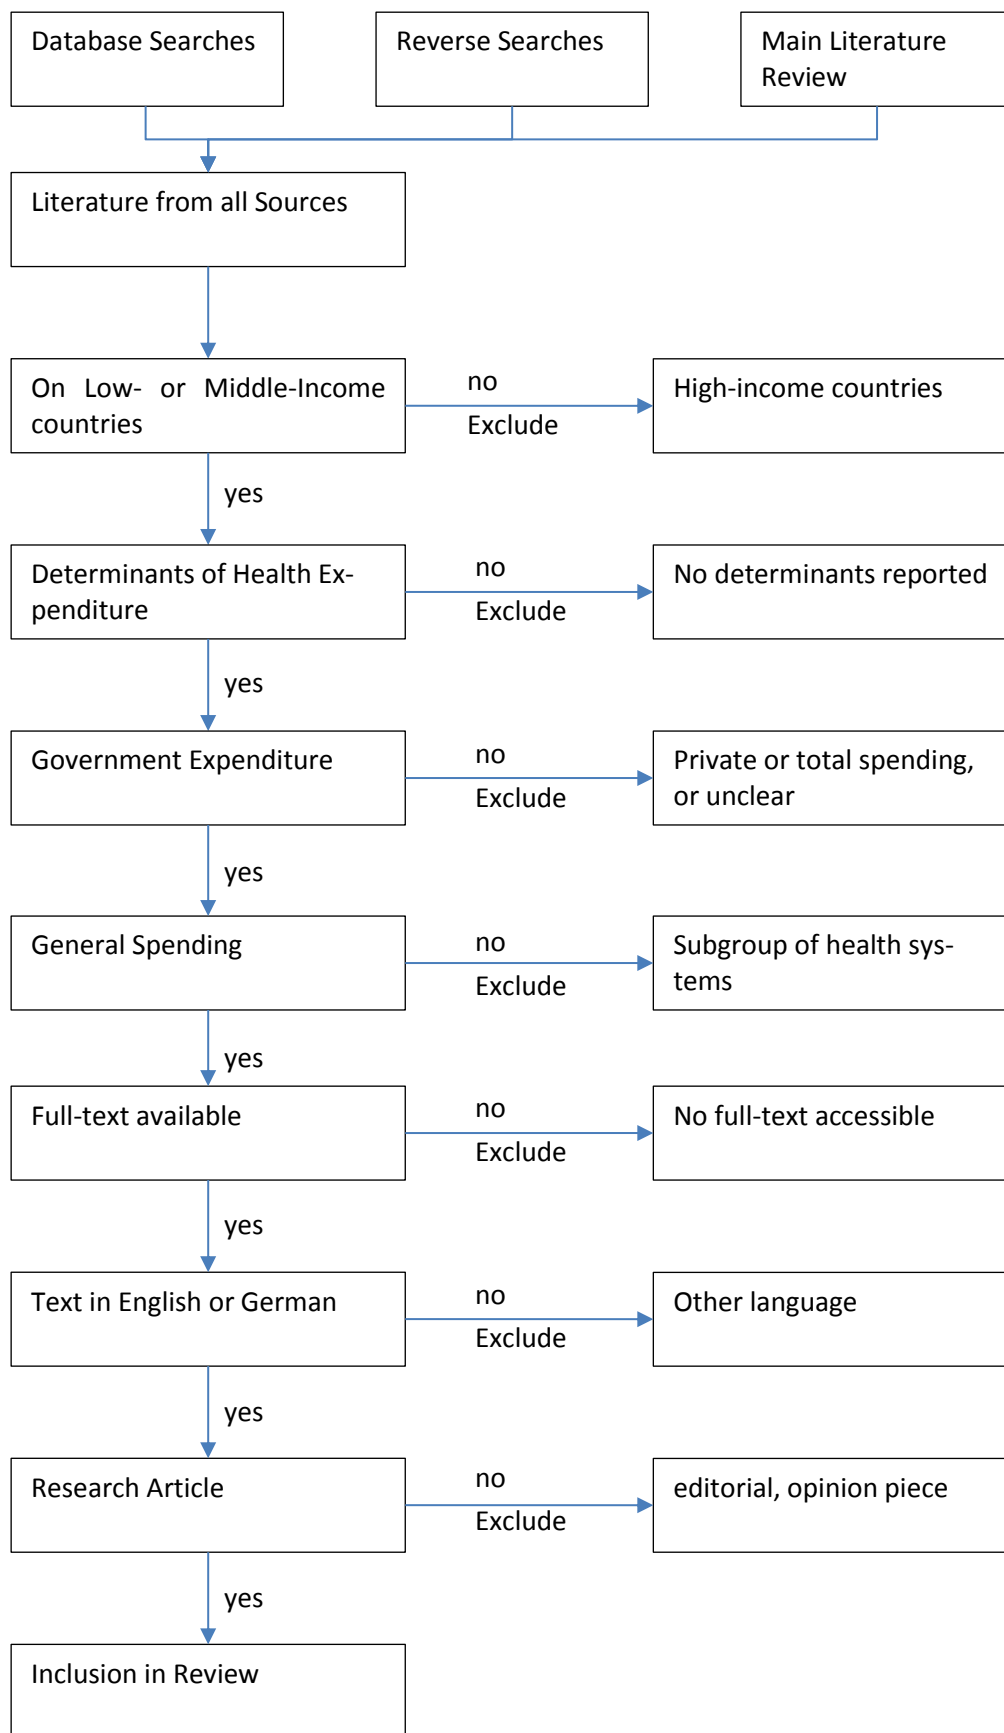 Database Searches
Reverse Searches
Main Literature
Review
Literature from all Sources
On Low- or Middle-Income
countries
no
Exclude
High-income countries
yes
Determinants of Health Ex-
penditure
no
Exclude
No determinants reported
yes
Government Expenditure
no
Exclude
Private or total spending,
or unclear
yes
General Spending
no
Exclude
Subgroup of health sys-
tems
yes
Full-text available
no
Exclude
No full-text accessible
yes
Text in English or German
no
Exclude
Other language
yes
Research Article
no
Exclude
editorial, opinion piece
yes
Inclusion in Review